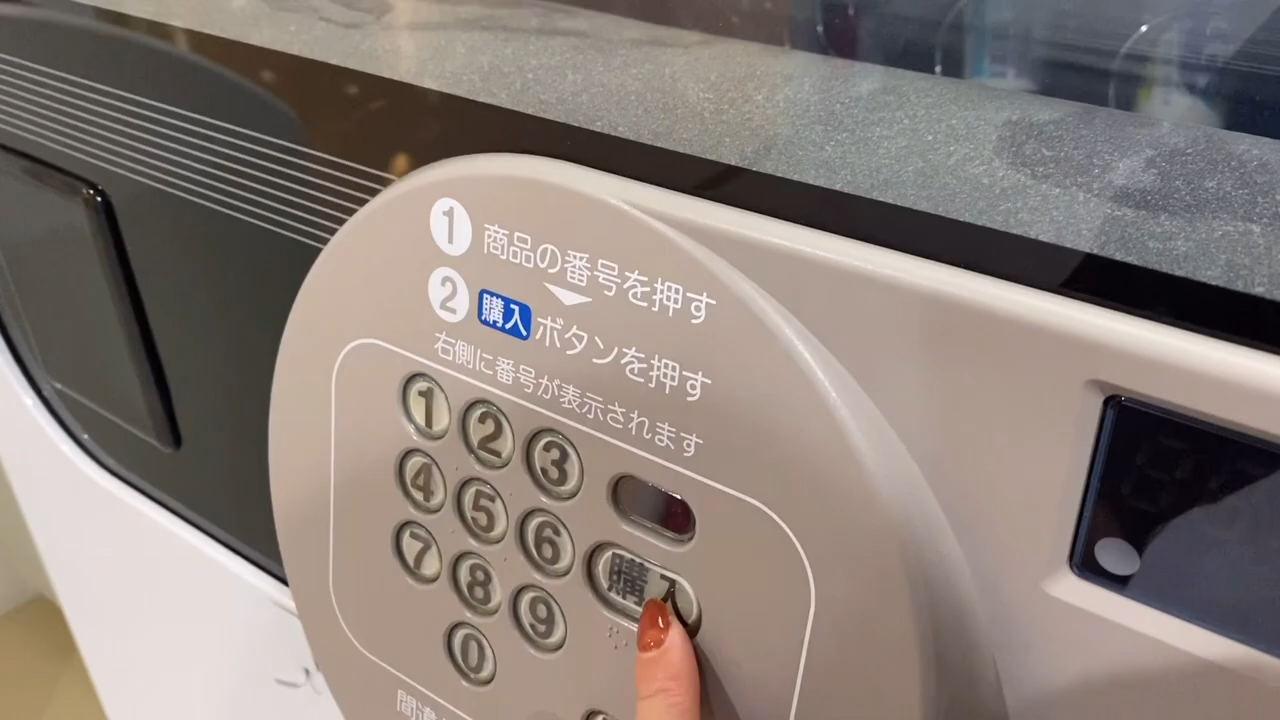 1 商品の番号を押す
2 購入 ボタンを押す
右側に番号が表示されます
1 2 3
4 5 6
7 8 9
0
購入